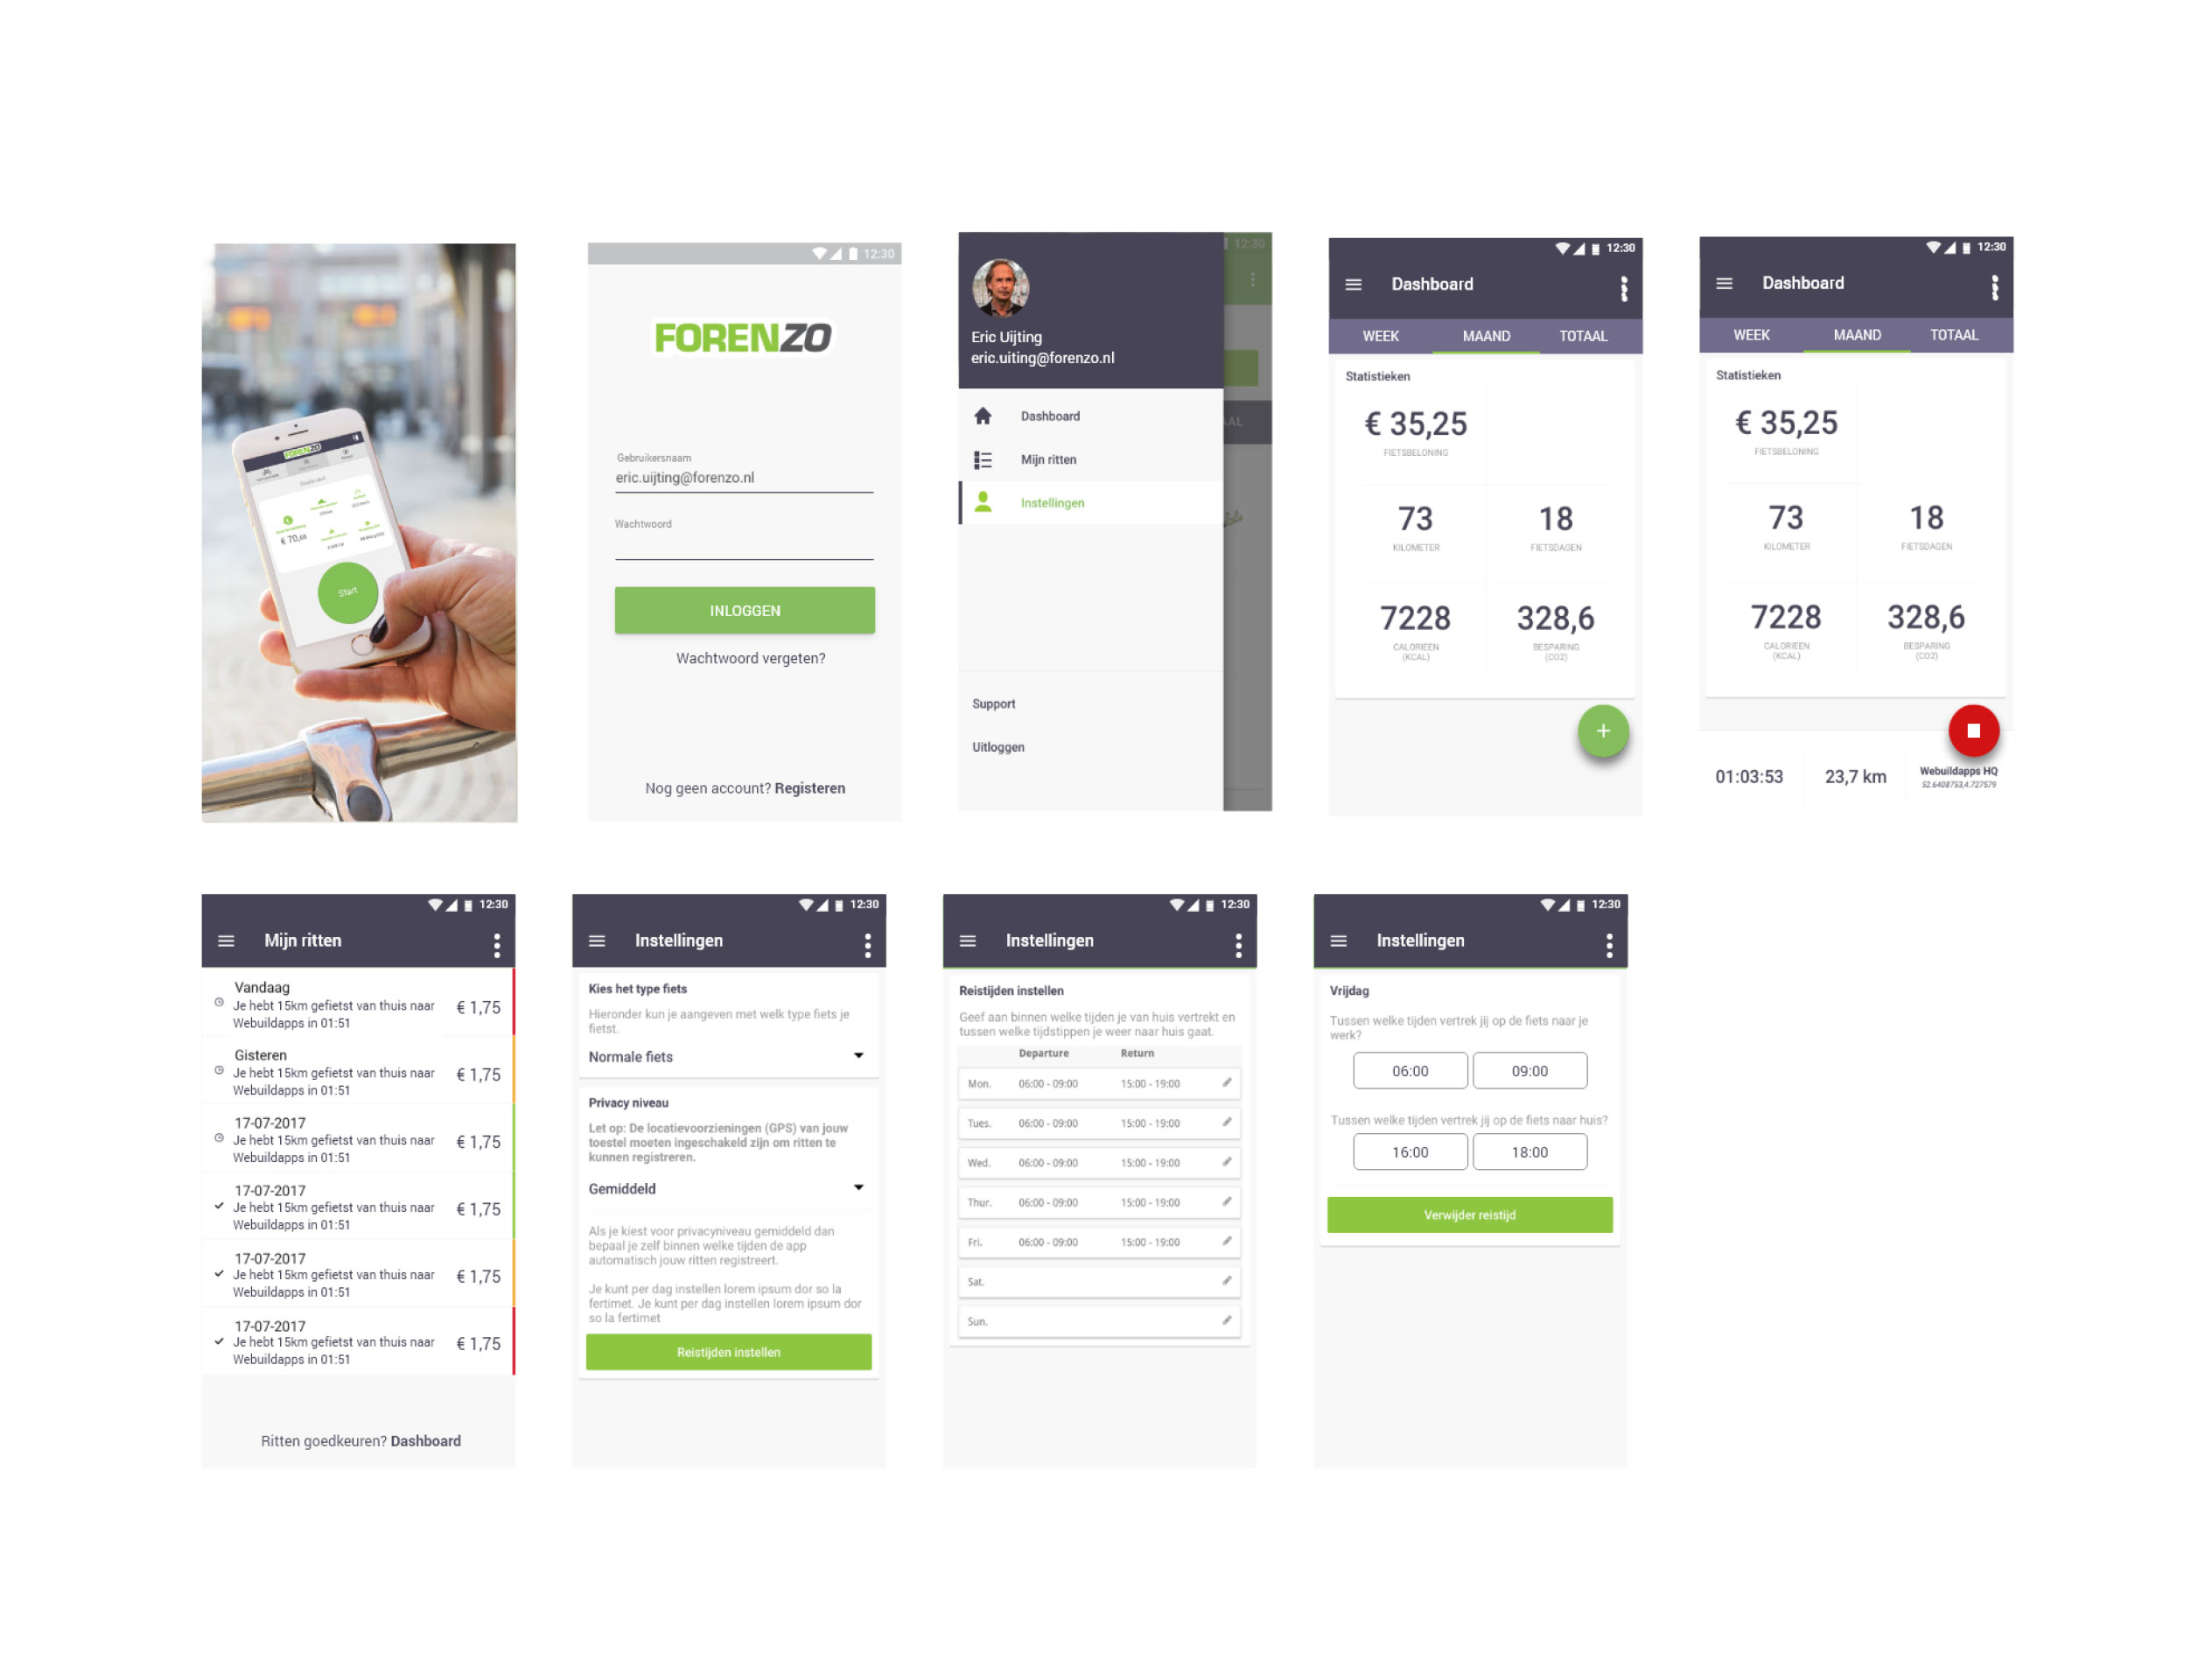 FORENZO
€ 70,
Start
12:30
FORENZO
Gebruikersnaam
eric.uijting@forenzo.nl
Wachtwoord
INLOGGEN
Wachtwoord vergeten?
Nog geen account? Registeren
12:30
Eric Uijting
eric.uiting@forenzo.nl
Dashboard
Mijn ritten
Instellingen
AAL
Support
Uitloggen
12:30
Dashboard
WEEK MAAND TOTAAL
Statistieken
€ 35,25
FIETSBELONING
73 18
KILOMETER FIETSDAGEN
7228 328,6
CALORIEEN BESPARING
(KCAL) (CO2)
+
12:30
Dashboard
WEEK MAAND TOTAAL
Statistieken
€ 35,25
FIETSBELONING
73 18
KILOMETER FIETSDAGEN
7228 328,6
CALORIEEN BESPARING
(KCAL) (CO2)
01:03:53 23,7 km Webuildapps HQ
52.6408753,4.727579
12:30
Mijn ritten
Vandaag
Je hebt 15km gefietst van thuis naar € 1,75
Webuildapps in 01:51
Gisteren
Je hebt 15km gefietst van thuis naar € 1,75
Webuildapps in 01:51
17-07-2017
Je hebt 15km gefietst van thuis naar € 1,75
Webuildapps in 01:51
17-07-2017
Je hebt 15km gefietst van thuis naar € 1,75
Webuildapps in 01:51
17-07-2017
Je hebt 15km gefietst van thuis naar € 1,75
Webuildapps in 01:51
17-07-2017
Je hebt 15km gefietst van thuis naar € 1,75
Webuildapps in 01:51
Ritten goedkeuren? Dashboard
12:30
Instellingen
Kies het type fiets
Hieronder kun je aangeven met welk type fiets je
fietst.
Normale fiets
Privacy niveau
Let op: De locatievoorzieningen (GPS) van jouw
toestel moeten ingeschakeld zijn om ritten te
kunnen registreren.
Gemiddeld
Als je kiest voor privacyniveau gemiddeld dan
bepaal je zelf binnen welke tijden de app
automatisch jouw ritten registreert.
Je kunt per dag instellen lorem ipsum dor so la
fertimet. Je kunt per dag instellen lorem ipsum dor
so la fertimet
Reistijden instellen
12:30
Instellingen
Reistijden instellen
Geef aan binnen welke tijden je van huis vertrekt en
tussen welke tijdstippen je weer naar huis gaat.
Departure Return
Mon. 06:00 - 09:00 15:00 - 19:00
Tues. 06:00 - 09:00 15:00 - 19:00
Wed. 06:00 - 09:00 15:00 - 19:00
Thur. 06:00 - 09:00 15:00 - 19:00
Fri. 06:00 - 09:00 15:00 - 19:00
Sat.
Sun.
12:30
Instellingen
Vrijdag
Tussen welke tijden vertrek jij op de fiets naar je
werk?
06:00 09:00
Tussen welke tijden vertrek jij op de fiets naar huis?
16:00 18:00
Verwijder reistijd